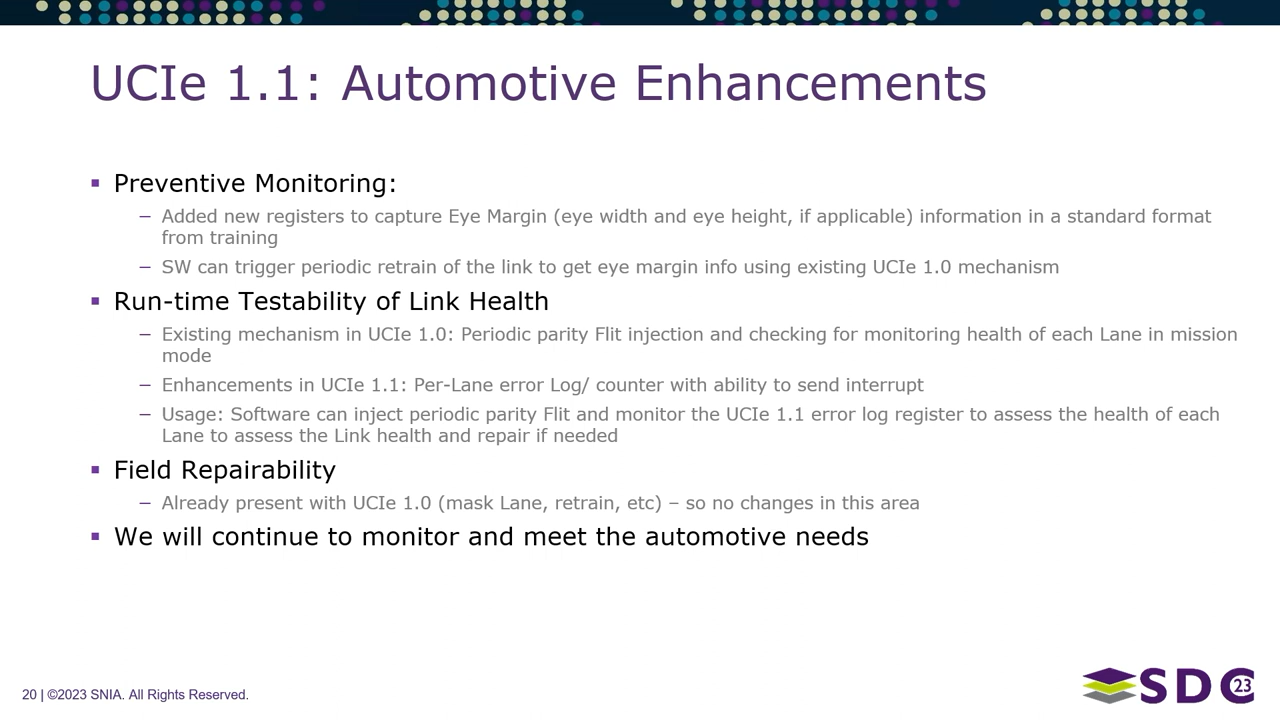 UCIe 1.1: Automotive Enhancements
▪ Preventive Monitoring:
– Added new registers to capture Eye Margin (eye width and eye height, if applicable) information in a standard format
from training
– SW can trigger periodic retrain of the link to get eye margin info using existing UCIe 1.0 mechanism
▪ Run-time Testability of Link Health
– Existing mechanism in UCIe 1.0: Periodic parity Flit injection and checking for monitoring health of each Lane in mission
mode
– Enhancements in UCIe 1.1: Per-Lane error Log/ counter with ability to send interrupt
– Usage: Software can inject periodic parity Flit and monitor the UCIe 1.1 error log register to assess the health of each
Lane to assess the Link health and repair if needed
▪ Field Repairability
– Already present with UCIe 1.0 (mask Lane, retrain, etc) – so no changes in this area
▪ We will continue to monitor and meet the automotive needs
20 | ©2023 SNIA. All Rights Reserved.
SDC 23